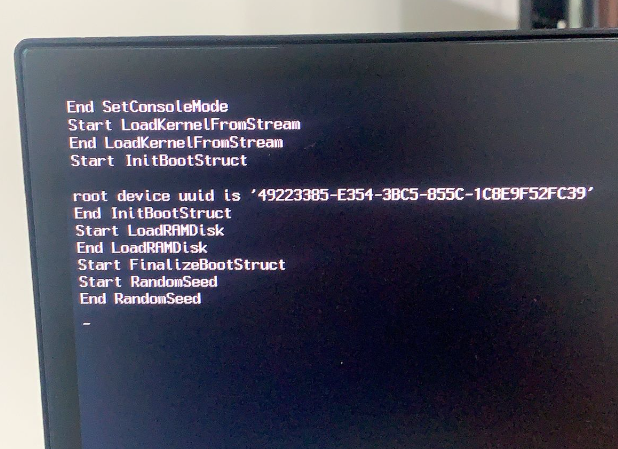 End SetConsoleMode
Start LoadKernelFromStream
End LoadKernelFromStream
Start InitBootStruct
root device uuid is '49223385-E354-3BC5-855C-1C8E9F52FC39'
End InitBootStruct
Start LoadRAMDisk
End LoadRAMDisk
Start FinalizeBootStruct
Start RandomSeed
End RandomSeed
_